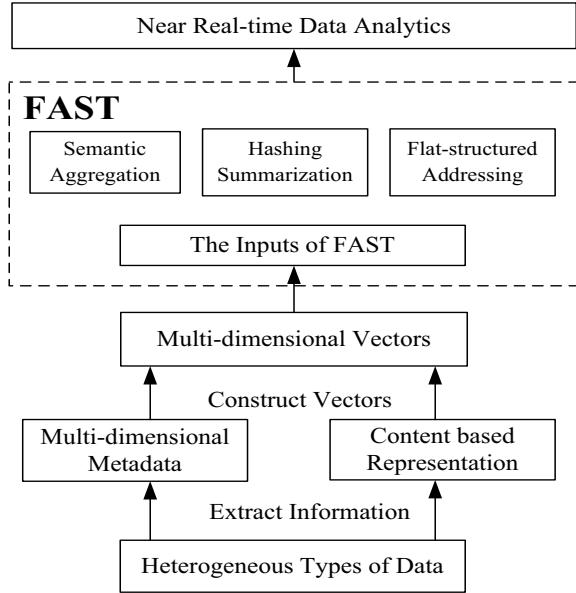 Near Real-time Data Analytics
FAST
Semantic
Aggregation
Hashing
Summarization
Flat-structured
Addressing
The Inputs of FAST
Multi-dimensional Vectors
Construct Vectors
Multi-dimensional
Metadata
Content based
Representation
Extract Information
Heterogeneous Types of Data